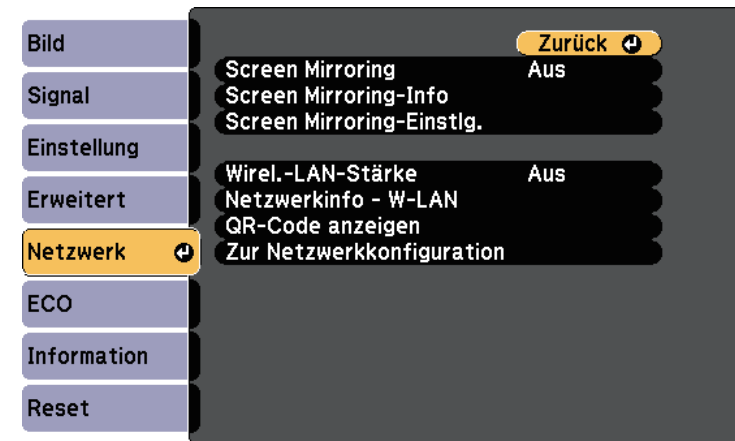 Bild
Signal
Einstellung
Erweitert
Netzwerk
ECO
Information
Reset
Zurück
Screen Mirroring Aus
Screen Mirroring-Info
Screen Mirroring-Einstlg.
Wirel.-LAN-Stärke Aus
Netzwerkinfo - W-LAN
QR-Code anzeigen
Zur Netzwerkkonfiguration